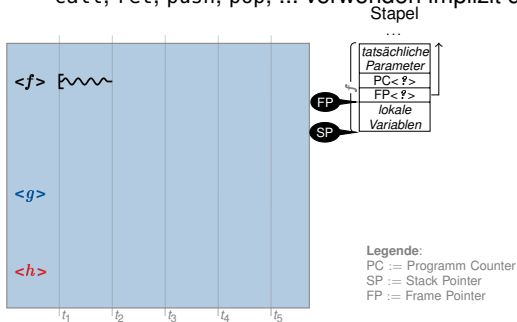 call, ret, push, pop, ... verwenden implizit
Stapel
...
tatsächliche
Parameter
PC<?>
FP<?>
lokale
Variablen
f
FP
SP
<f>
<g>
<h>
t1 t2 t3 t4 t5
Legende:
PC := Programm Counter
SP := Stack Pointer
FP := Frame Pointer